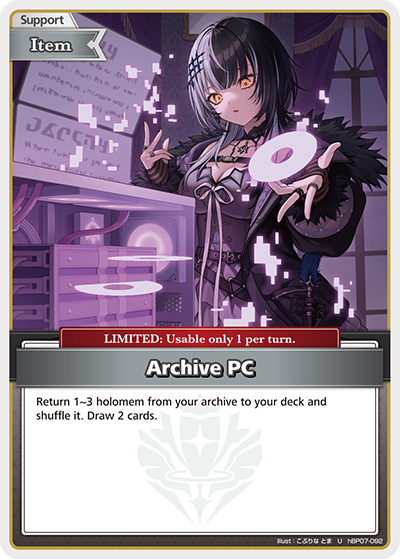 Support
Item
LIMITED: Usable only 1 per turn.
Archive PC
Return 1~3 holomem from your archive to your deck and
shuffle it. Draw 2 cards.
illust : こぶりな とま U hBP07-092